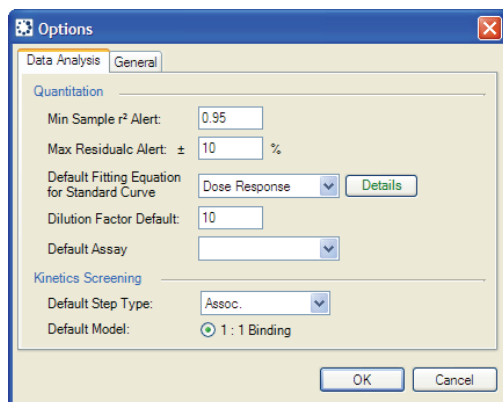 Options
Data Analysis General
Quantitation
Min Sample r² Alert: 0.95
Max Residualc Alert: ± 10 %
Default Fitting Equation
for Standard Curve Dose Response Details
Dilution Factor Default: 10
Default Assay
Kinetics Screening
Default Step Type: Assoc.
Default Model: 1 : 1 Binding
OK Cancel